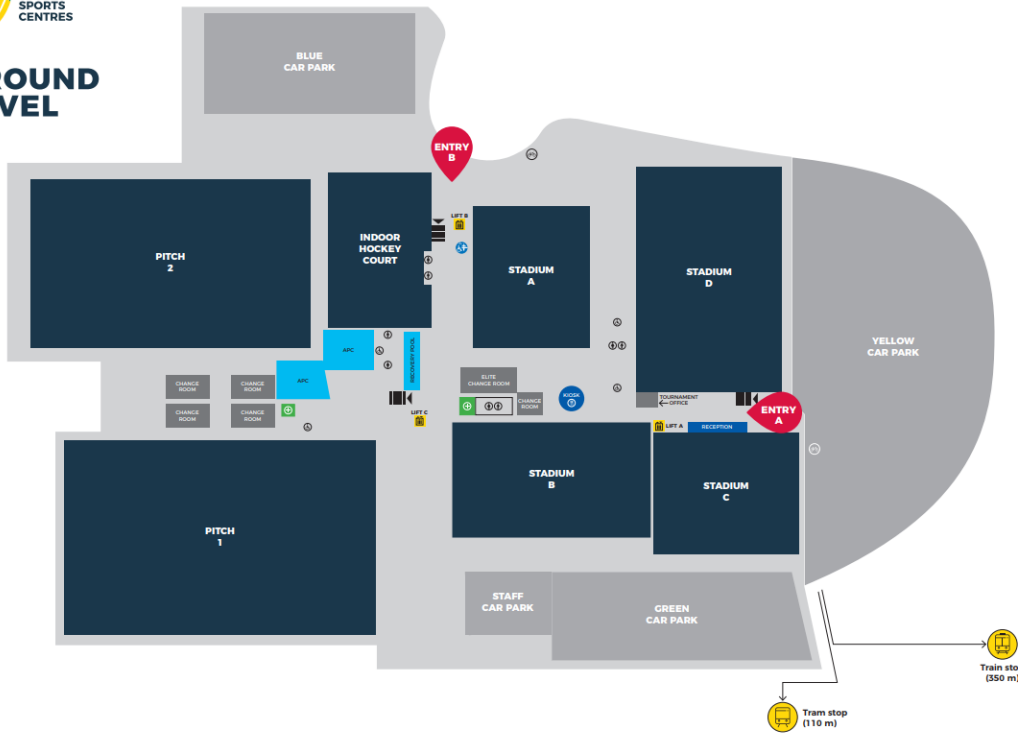 SPORTS
CENTRES
ROUND
VEL
BLUE
CAR PARK
ENTRY
B
PITCH
2
INDOOR
HOCKEY
COURT
LIFT B
STADIUM
A
STADIUM
D
YELLOW
CAR PARK
APC
RECOVERY POOL
APC
CHANGE
ROOM
CHANGE
ROOM
CHANGE
ROOM
CHANGE
ROOM
ELITE
CHANGE ROOM
CHANGE
ROOM
KIOSK
TOURNAMENT
OFFICE
ENTRY
A
LIFT C
LIFT A
RECEPTION
STADIUM
B
STADIUM
C
PITCH
1
STAFF
CAR PARK
GREEN
CAR PARK
Train sto
(350 m)
Tram stop
(110 m)